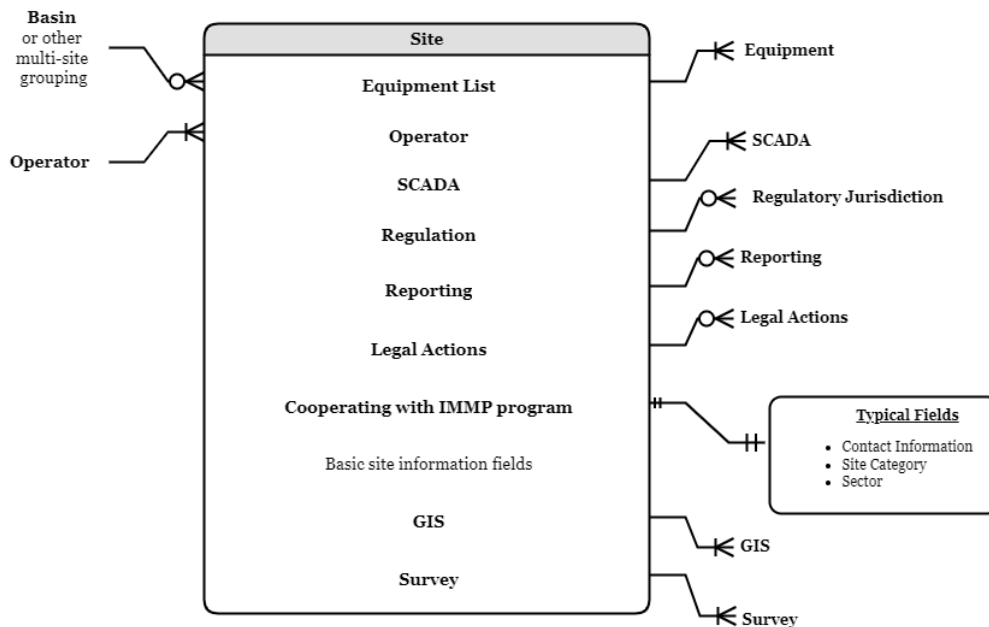 Basin
or other
multi-site
grouping
Operator
Site
Equipment List
Operator
SCADA
Regulation
Reporting
Legal Actions
Cooperating with IMMP program
Basic site information fields
GIS
Survey
Equipment
SCADA
Regulatory Jurisdiction
Reporting
Legal Actions
Typical Fields
• Contact Information
• Site Category
• Sector
GIS
Survey